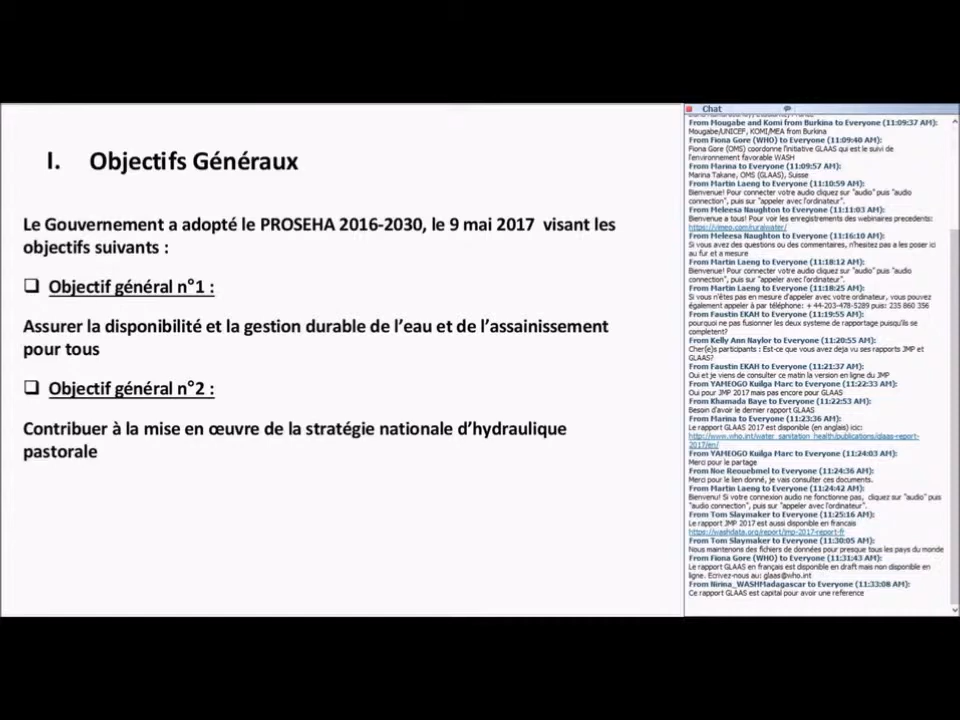 I. Objectifs Généraux
Le Gouvernement a adopté le PROSEHA 2016-2030, le 9 mai 2017 visant les
objectifs suivants :
❑ Objectif général n°1 :
Assurer la disponibilité et la gestion durable de l'eau et de l'assainissement
pour tous
❑ Objectif général n°2 :
Contribuer à la mise en œuvre de la stratégie nationale d'hydraulique
pastorale
Chat
From Mougabe and Komi from Burkina to Everyone (11:09:37 AM):
Mougabe/UNICEF, KOMI/MEA from Burkina
From Fiona Gore (WHO) to Everyone (11:09:40 AM):
Fiona Gore (OMS) coordonne l'initiative GLAAS qui est le suivi de
l'environnement favorable WASH
From Marina to Everyone (11:09:57 AM):
Marina Takane, OMS (GLAAS), Suisse
From Martin Laeng to Everyone (11:10:59 AM):
Bienvenue! Pour connecter votre audio cliquez sur "audio" puis "audio
connection", puis sur "appeler avec l'ordinateur".
From Meleesa Naughton to Everyone (11:11:03 AM):
Bienvenue a tous! Pour voir les enregistrements des webinaires precedents:
https://vimeo.com/ruralwater/
From Meleesa Naughton to Everyone (11:16:10 AM):
Si vous avez des questions ou des commentaires, n'hesitez pas a les poser ici
au fur et a mesure
From Martin Laeng to Everyone (11:18:12 AM):
Bienvenue! Pour connecter votre audio cliquez sur "audio" puis "audio
connection", puis sur "appeler avec l'ordinateur".
From Martin Laeng to Everyone (11:18:25 AM):
Si vous n'êtes pas en mesure d'appeler avec votre ordinateur, vous pouvez
également appeler à par téléphone: + 44-203-478-5289 puis: 235 860 356
From Faustin EKAH to Everyone (11:19:55 AM):
pourquoi ne pas fusionner les deux systeme de rapportage puisqu'ils se
completent?
From Kelly Ann Naylor to Everyone (11:20:55 AM):
Cher(e)s participants : Est-ce que vous avez deja vu ses rapports JMP et
GLAAS?
From Faustin EKAH to Everyone (11:21:37 AM):
Oui et je viens de consulter ce matin la version en ligne du JMP
From YAMEOGO Kuilga Marc to Everyone (11:22:33 AM):
Oui pour JMP 2017 mais pas encore pour GLAAS
From Khamada Baye to Everyone (11:22:53 AM):
Besoin d'avoir le dernier rapport GLAAS
From Marina to Everyone (11:23:36 AM):
Le rapport GLAAS 2017 est disponible (en anglais) icic:
http://www.who.int/water_sanitation_health/publications/glaas-report-
2017/en/
From YAMEOGO Kuilga Marc to Everyone (11:24:03 AM):
Merci pour le partage
From Noe Reouebmel to Everyone (11:24:36 AM):
Merci pour le lien donné, je vais consulter ces documents.
From Martin Laeng to Everyone (11:24:42 AM):
Bienvenu! Si votre connexion audio ne fonctionne pas, cliquez sur "audio" puis
"audio connection", puis sur "appeler avec l'ordinateur".
From Tom Slaymaker to Everyone (11:25:16 AM):
Le rapport JMP 2017 est aussi disponible en francais
https://washdata.org/report/jmp-2017-report-fr
From Tom Slaymaker to Everyone (11:30:05 AM):
Nous maintenons des fichiers de données pour presque tous les pays du monde
From Fiona Gore (WHO) to Everyone (11:31:43 AM):
Le rapport GLAAS en français est disponible en draft mais non disponible en
ligne. Ecrivez-nous au: glaas@who.int
From Nirina_WASHMadagascar to Everyone (11:33:08 AM):
Ce rapport GLAAS est capital pour avoir une reference